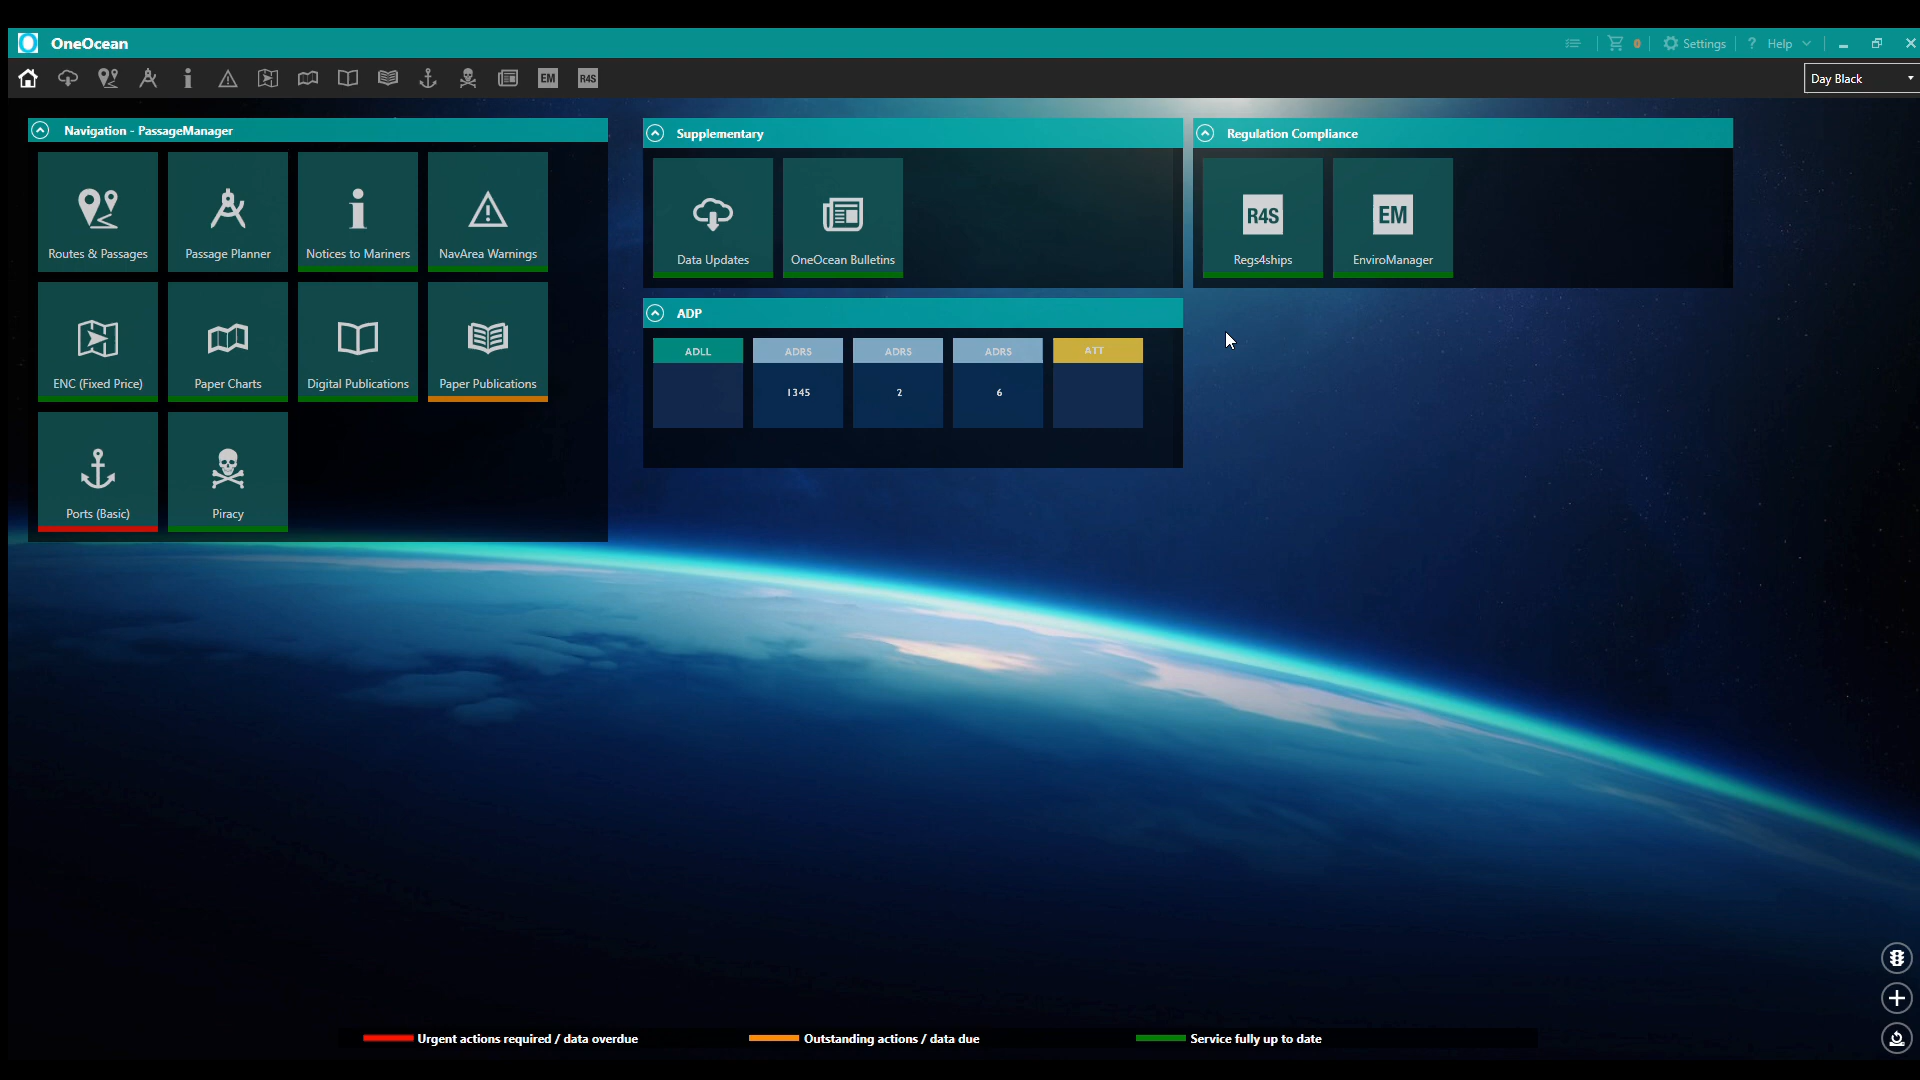 OneOcean
0
Settings
? Help
EM
R4S
Day Black
Navigation - PassageManager
Routes & Passages
Passage Planner
Notices to Mariners
NavArea Warnings
ENC (Fixed Price)
Paper Charts
Digital Publications
Paper Publications
Ports (Basic)
Piracy
Supplementary
Data Updates
OneOcean Bulletins
Regulation Compliance
R4S
Regs4ships
EM
EnviroManager
ADP
ADLL
ADRS
1345
ADRS
2
ADRS
6
ATT
Urgent actions required / data overdue
Outstanding actions / data due
Service fully up to date